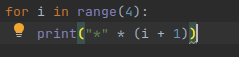 for i in range(4):
    print("*" * (i + 1))